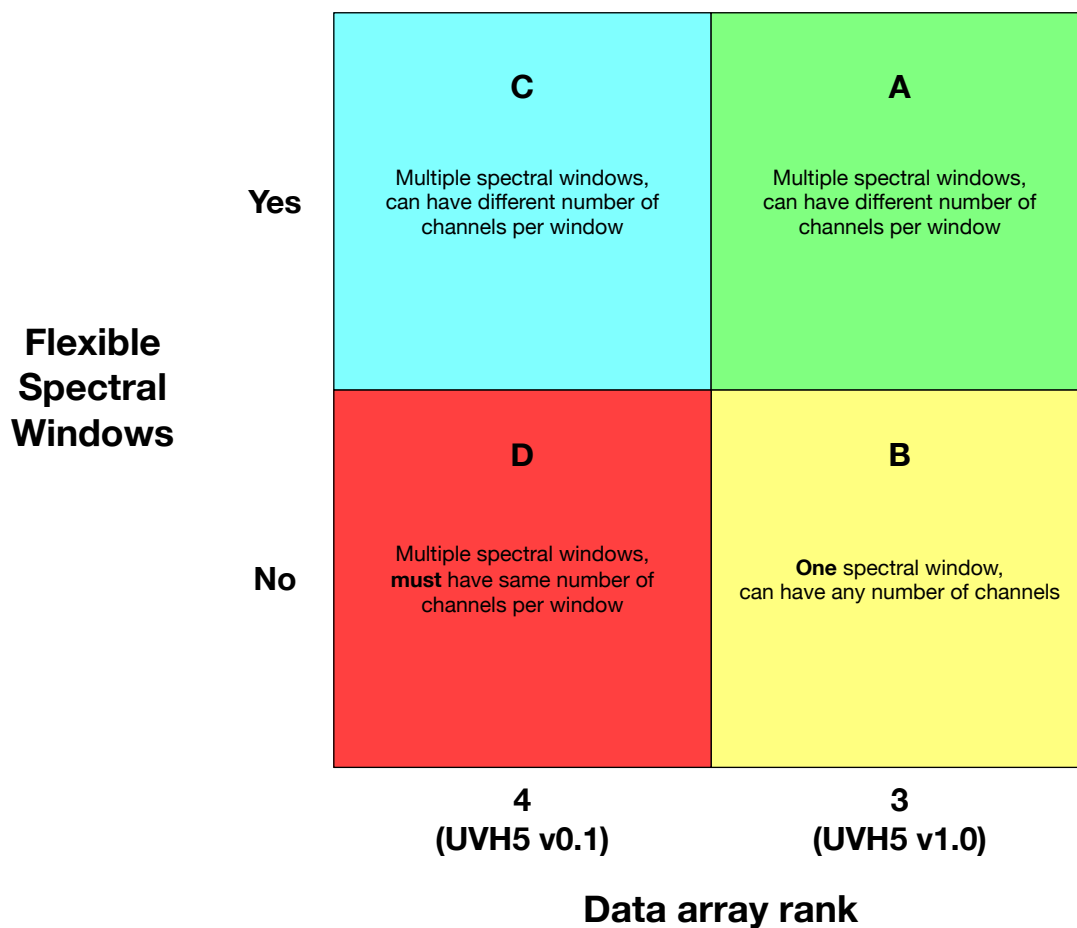 C
Multiple spectral windows,
can have different number of
channels per window
A
Multiple spectral windows,
can have different number of
channels per window
Yes
Flexible
Spectral
Windows
D
Multiple spectral windows,
must have same number of
channels per window
B
One spectral window,
can have any number of channels
No
4
(UVH5 v0.1)
3
(UVH5 v1.0)
Data array rank